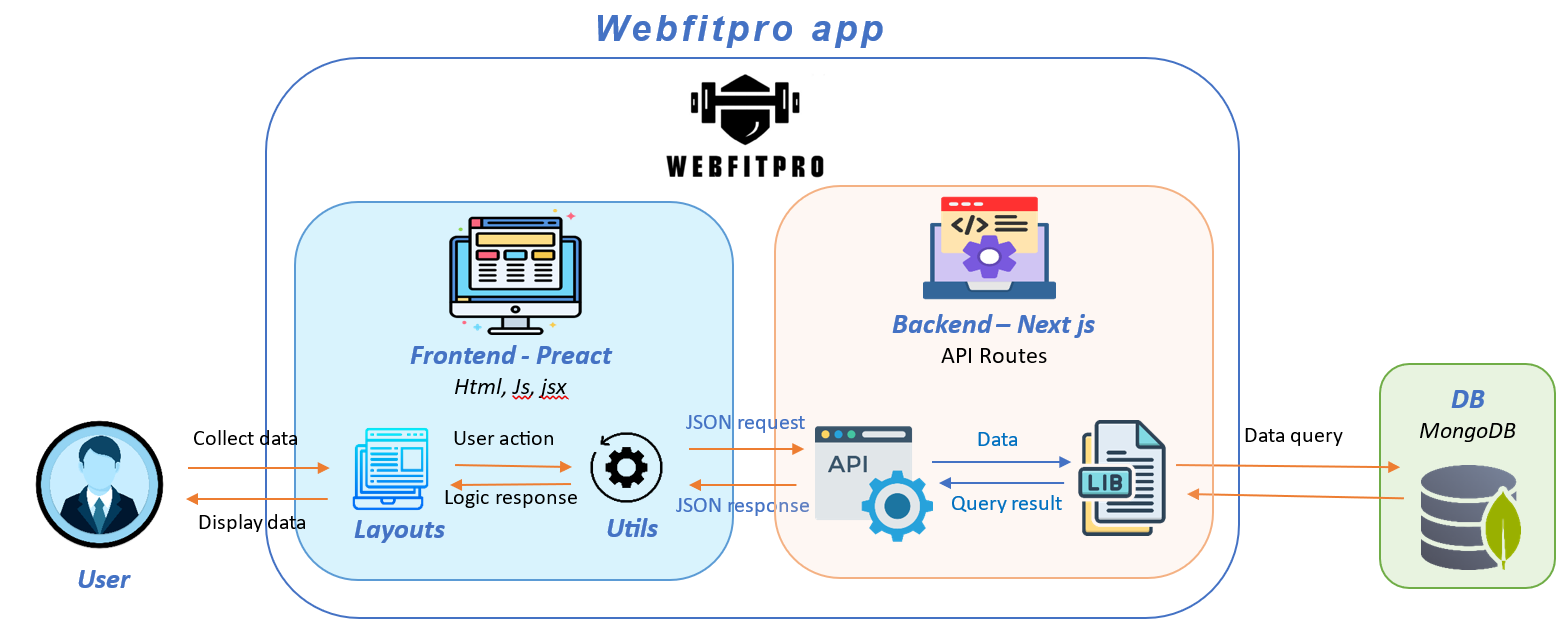 Webfitpro app
WEBFITPRO
Frontend - Preact
Html, Js, jsx
Backend – Next js
API Routes
DB
MongoDB
Collect data
Display data
User
User action
Logic response
Layouts
Utils
JSON request
JSON response
API
Data
Query result
LIB
Data query